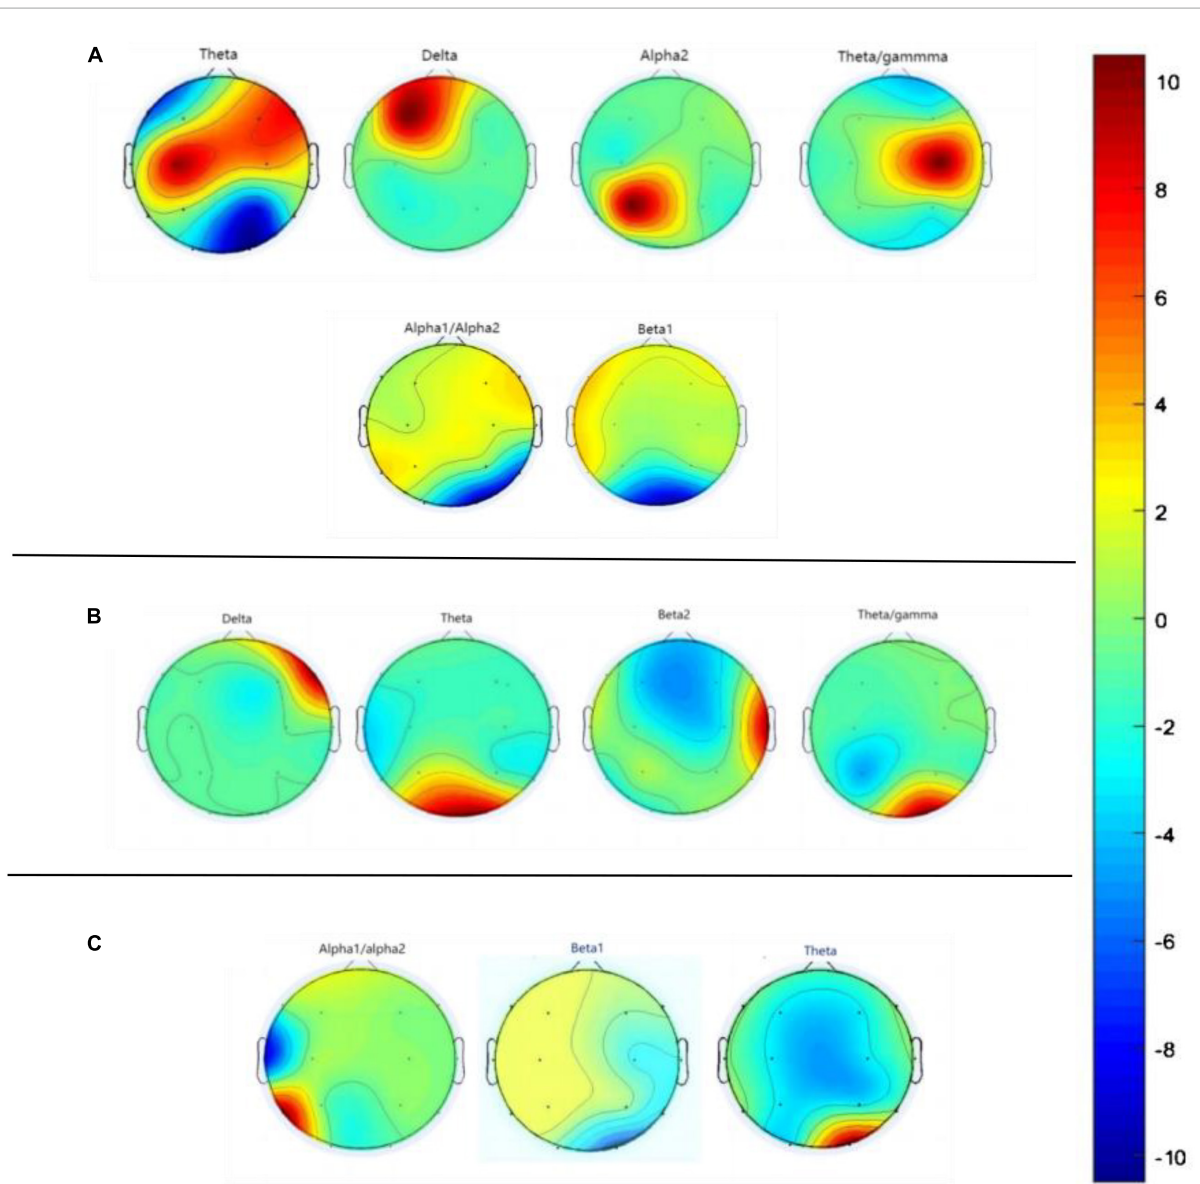 A
Theta
Delta
Alpha2
Theta/gammma
Alpha1/Alpha2
Beta1
B
Delta
Theta
Beta2
Theta/gamma
C
Alpha1/alpha2
Beta1
Theta
10
8
6
4
2
0
-2
-4
-6
-8
-10